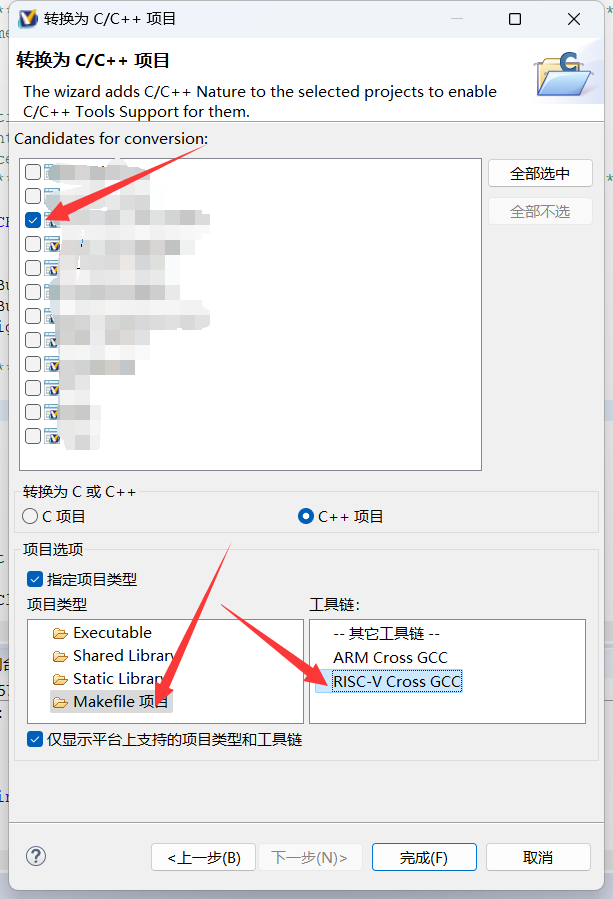 转换为 C/C++ 项目
转换为 C/C++ 项目
The wizard adds C/C++ Nature to the selected projects to enable
C/C++ Tools Support for them.
Candidates for conversion:
全部选中
全部不选
转换为 C 或 C++
C 项目
C++ 项目
项目选项
指定项目类型
项目类型
工具链:
Executable
Shared Library
Static Library
Makefile 项目
-- 其它工具链 --
ARM Cross GCC
RISC-V Cross GCC
仅显示平台上支持的项目类型和工具链
<上一步(B)
下一步(N)>
完成(F)
取消